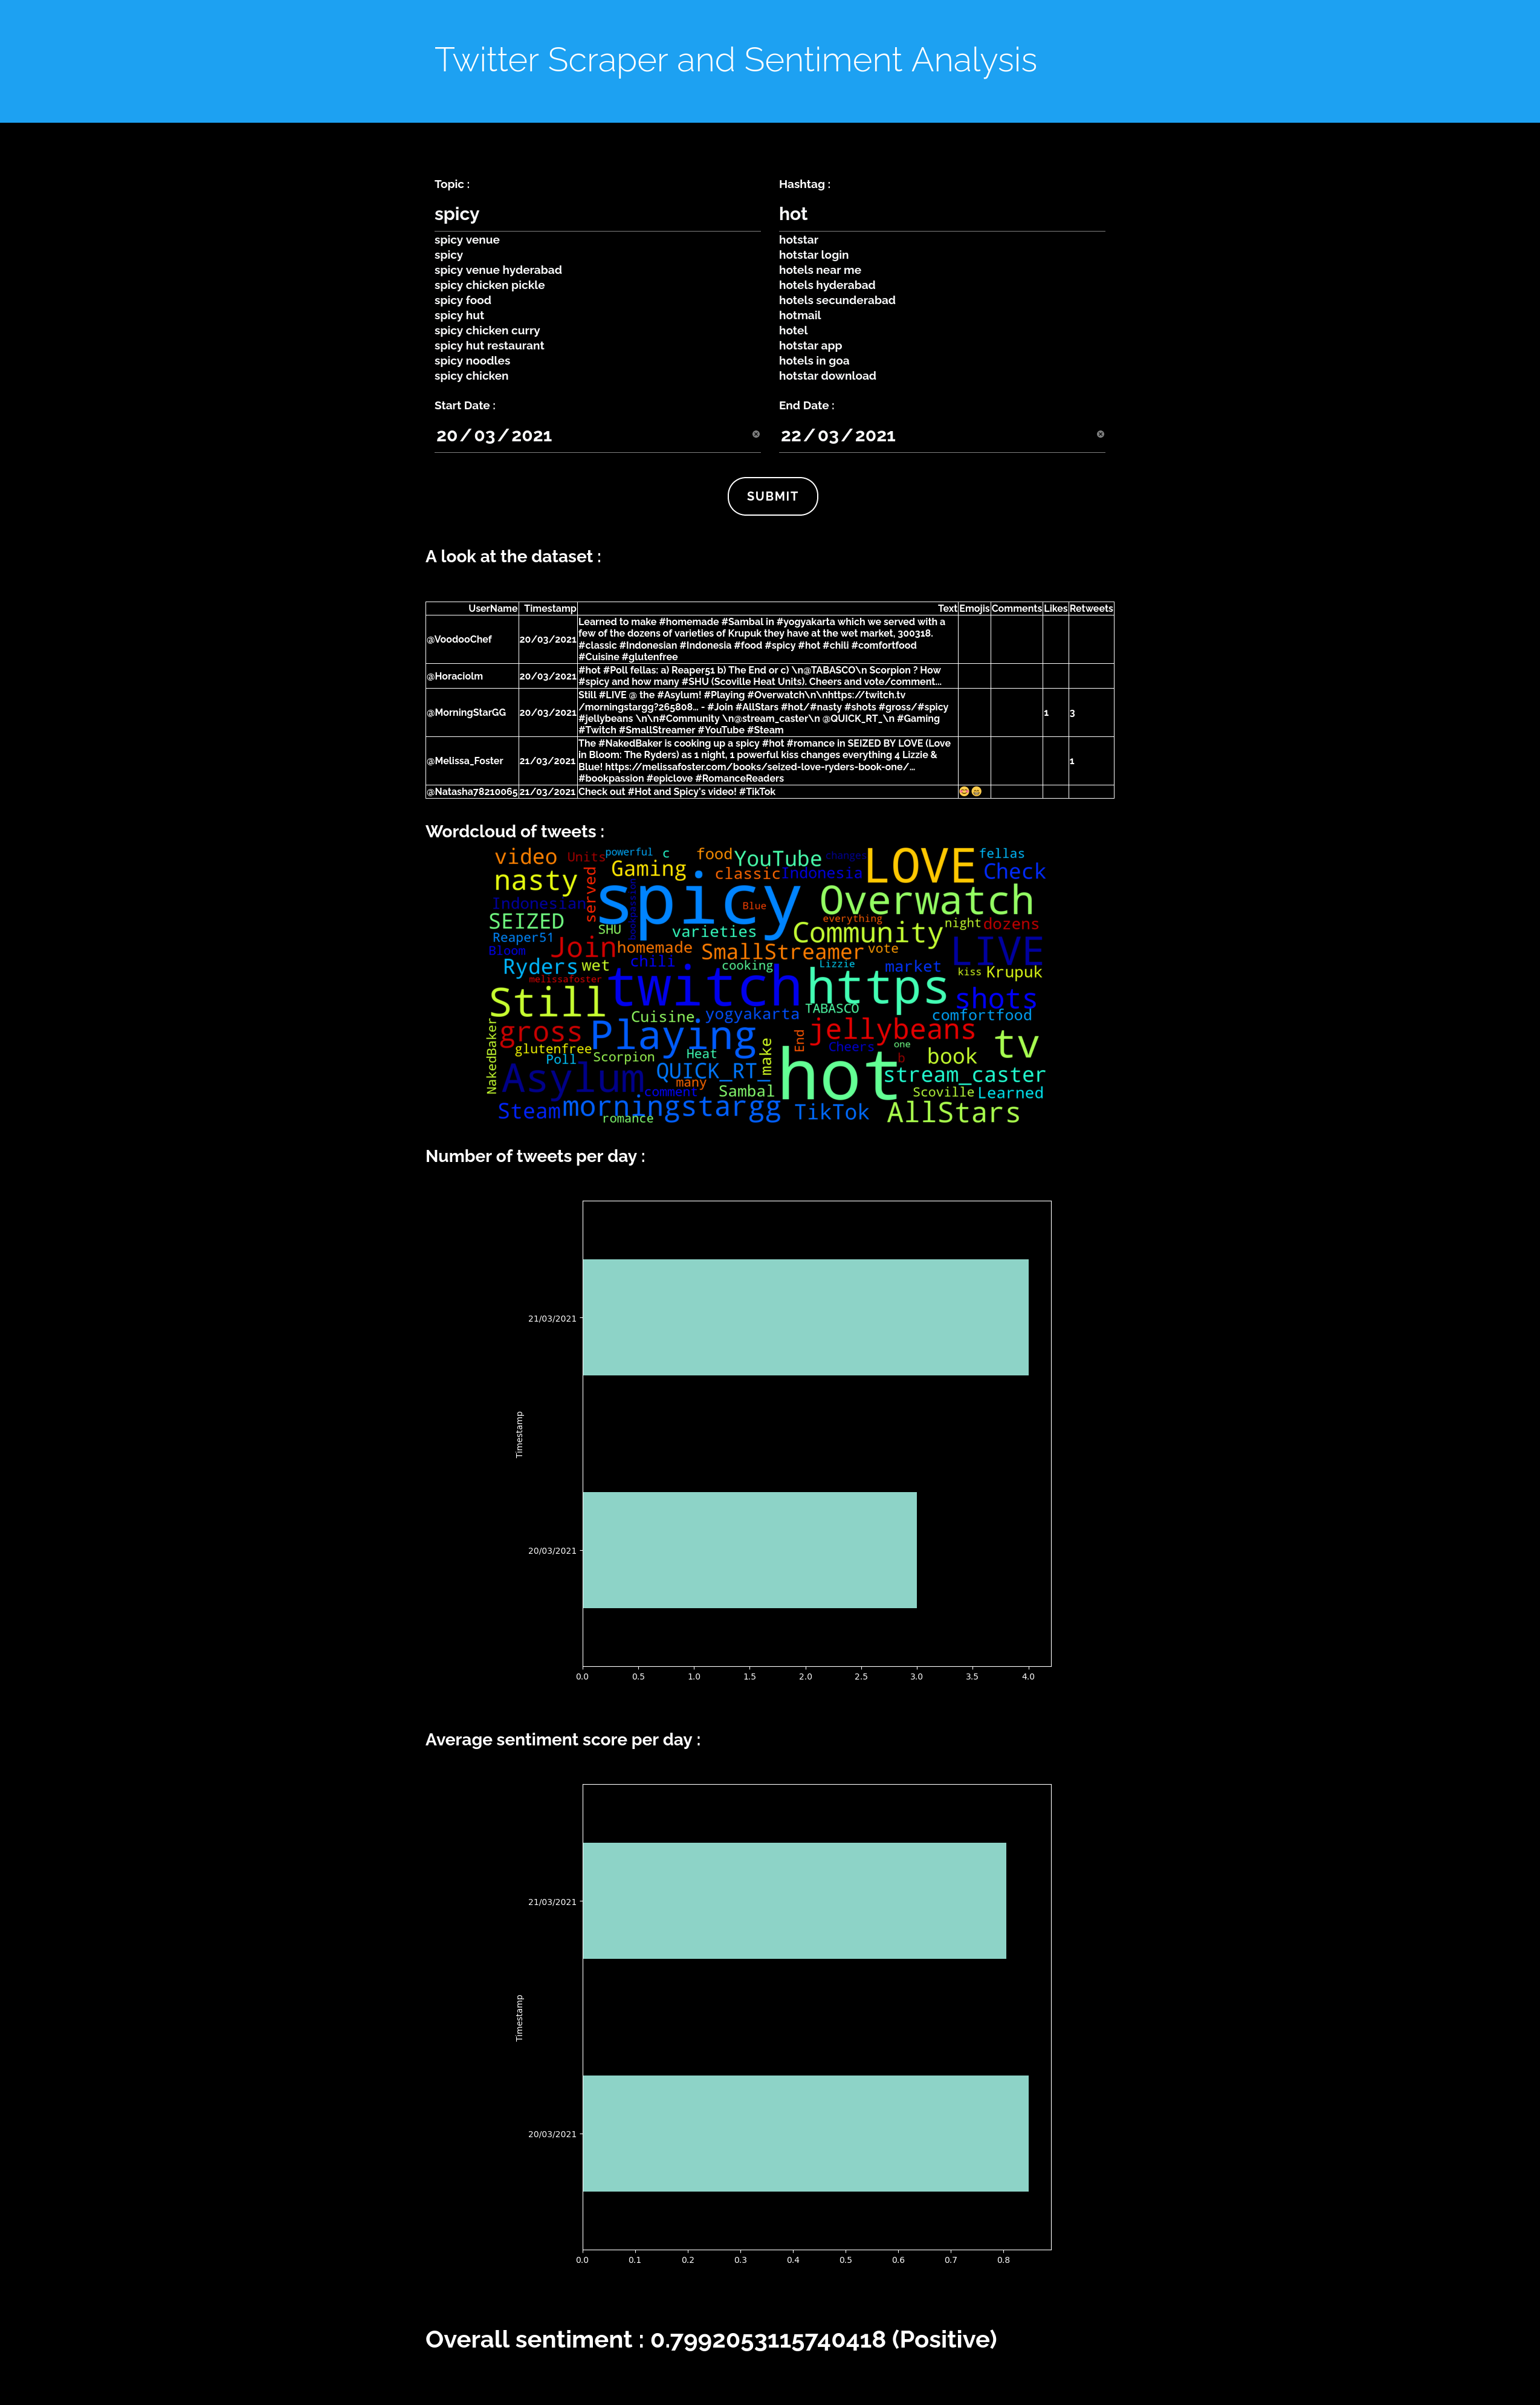 Twitter Scraper and Sentiment Analysis
Topic :
spicy
spicy venue
spicy
spicy venue hyderabad
spicy chicken pickle
spicy food
spicy hut
spicy chicken curry
spicy hut restaurant
spicy noodles
spicy chicken
Hashtag :
hot
hotstar
hotstar login
hotels near me
hotels hyderabad
hotels secunderabad
hotmail
hotel
hotstar app
hotels in goa
hotstar download
Start Date :
20/03/2021
End Date :
22/03/2021
SUBMIT
A look at the dataset :
UserName Timestamp Text Emojis Comments Likes Retweets
@VoodooChef 20/03/2021 Learned to make #homemade #Sambal in #yogyakarta which we served with a
few of the dozens of varieties of Krupuk they have at the wet market, 300318.
#classic #Indonesian #Indonesia #food #spicy #hot #chili #comfortfood
#Cuisine #glutenfree
@Horaciolm 20/03/2021 #hot #Poll fellas: a) Reaper51 b) The End or c) \n@TABASCO\n Scorpion ? How
#spicy and how many #SHU (Scoville Heat Units). Cheers and vote/comment...
@MorningStarGG 20/03/2021 Still #LIVE @ the #Asylum! #Playing #Overwatch\n\nhttps://twitch.tv
/morningstargg?265808… - #Join #AllStars #hot/#nasty #shots #gross/#spicy
#jellybeans \n\n#Community \n@stream_caster\n @QUICK_RT_\n #Gaming
#Twitch #SmallStreamer #YouTube #Steam 1 3
@Melissa_Foster 21/03/2021 The #NakedBaker is cooking up a spicy #hot #romance in SEIZED BY LOVE (Love
in Bloom: The Ryders) as 1 night, 1 powerful kiss changes everything 4 Lizzie &
Blue! https://melissafoster.com/books/seized-love-ryders-book-one/…
#bookpassion #epiclove #RomanceReaders 1
@Natasha78210065 21/03/2021 Check out #Hot and Spicy's video! #TikTok 😊 😁
Wordcloud of tweets :
video Units powerful c food YouTube changes LOVE fellas
nasty Gaming classic Indonesia Check
Indonesian served spicy Blue Overwatch
bookpassion
SEIZED SHU varieties everything Community night dozens
Reaper51 Join homemade SmallStreamer vote LIVE
Bloom chili
Ryders wet cooking Lizzie market kiss Krupuk
melissafoster twitch https shots
Still Cuisine yogyakarta TABASCO comfortfood
gross Playing jellybeans tv
NakedBaker glutenfree Poll Scorpion Heat make End Cheers one b book
Asylum QUICK_RT_ many hot stream_caster
comment Sambal Scoville Learned
Steam morningstargg TikTok AllStars
romance
Number of tweets per day :
21/03/2021
Timestamp
20/03/2021
0.0 0.5 1.0 1.5 2.0 2.5 3.0 3.5 4.0
Average sentiment score per day :
21/03/2021
Timestamp
20/03/2021
0.0 0.1 0.2 0.3 0.4 0.5 0.6 0.7 0.8
Overall sentiment : 0.7992053115740418 (Positive)